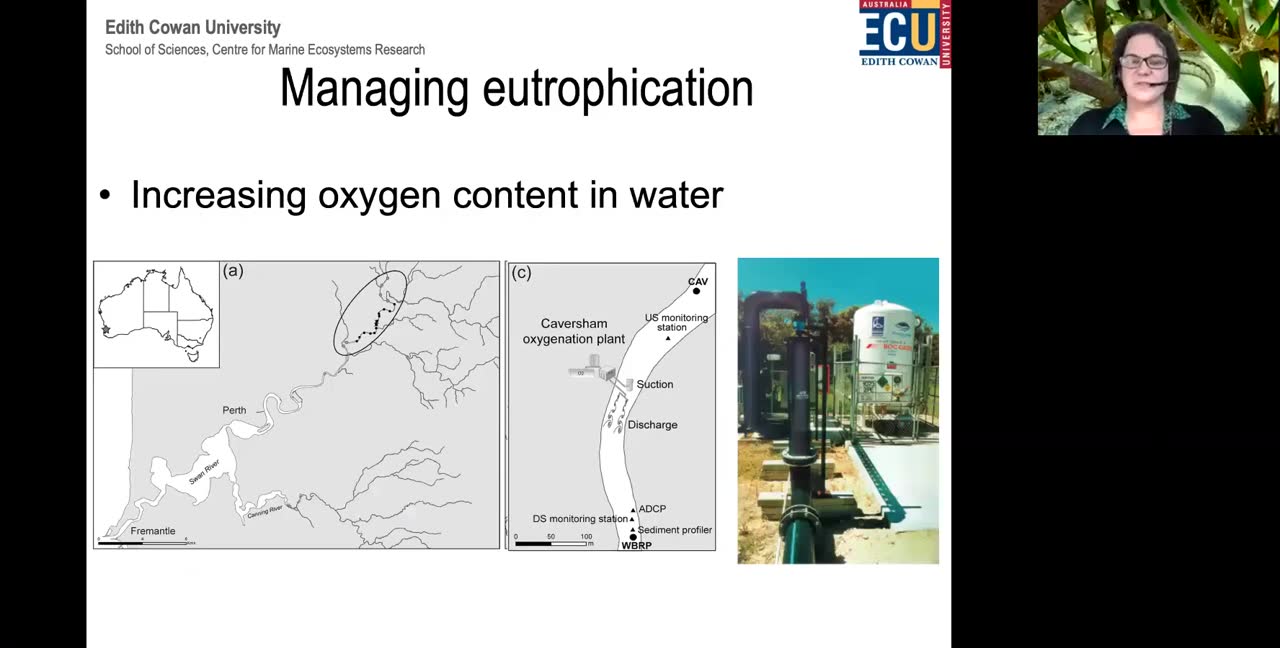 Edith Cowan University
School of Sciences, Centre for Marine Ecosystems Research
AUSTRALIA
ECU
EDITH COWAN
UNIVERSITY
Managing eutrophication
• Increasing oxygen content in water
(a)
Perth
Swan River
Canning River
Fremantle
(c)
CAV
US monitoring
station
Caversham
oxygenation plant
Suction
Discharge
ADCP
DS monitoring station
Sediment profiler
0 50 100
m
WBRP
BOC GASES